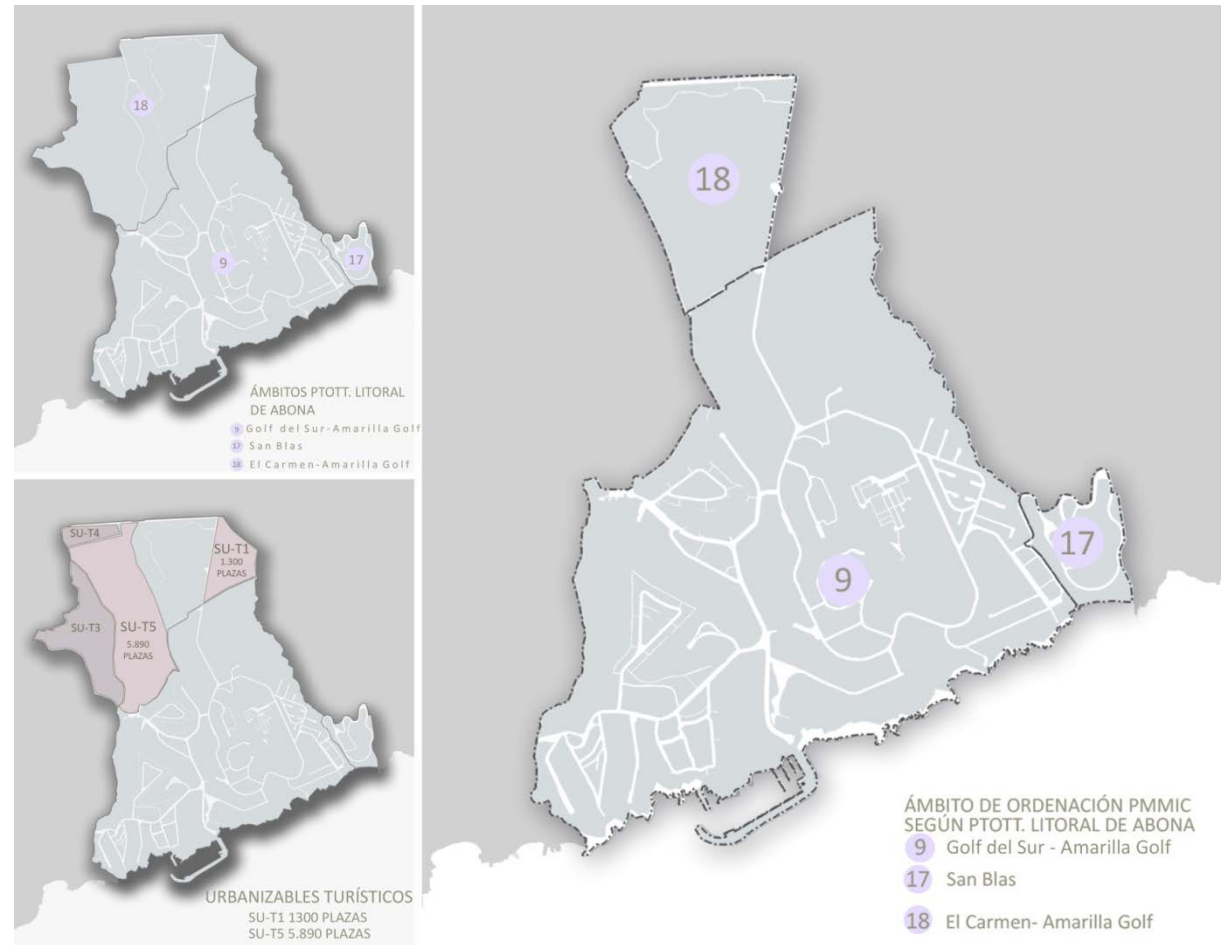 18
9
17
ÁMBITOS PTOTT. LITORAL
DE ABONA
9 Golf del Sur-Amarilla Golf
17 San Blas
18 El Carmen-Amarilla Golf
SU-T4
SU-T1
1.300
PLAZAS
SU-T3
SU-T5
5.890
PLAZAS
URBANIZABLES TURÍSTICOS
SU-T1 1300 PLAZAS
SU-T5 5.890 PLAZAS
18
17
9
ÁMBITO DE ORDENACIÓN PMMIC
SEGÚN PTOTT. LITORAL DE ABONA
9 Golf del Sur - Amarilla Golf
17 San Blas
18 El Carmen- Amarilla Golf